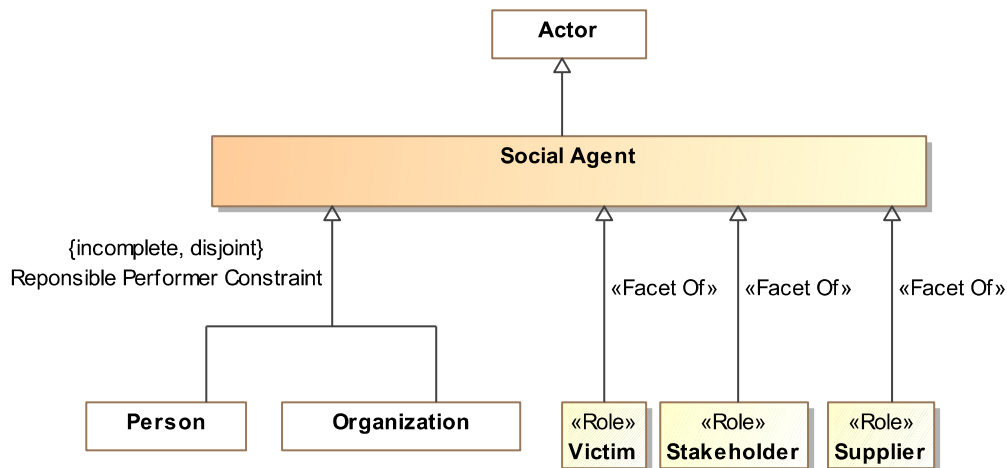 Actor
Social Agent
{incomplete, disjoint}
Reponsible Performer Constraint
«Facet Of»
«Facet Of»
«Facet Of»
Person
Organization
«Role»
Victim
«Role»
Stakeholder
«Role»
Supplier